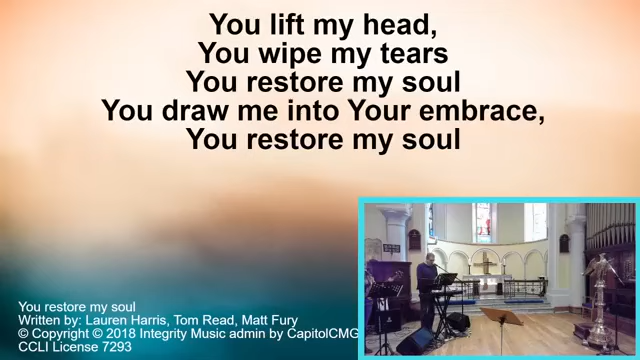 You lift my head,
You wipe my tears
You restore my soul
You draw me into Your embrace,
You restore my soul
You restore my soul
Written by: Lauren Harris, Tom Read, Matt Fury
© Copyright © 2018 Integrity Music admin by CapitolCMG
CCLI License 7293